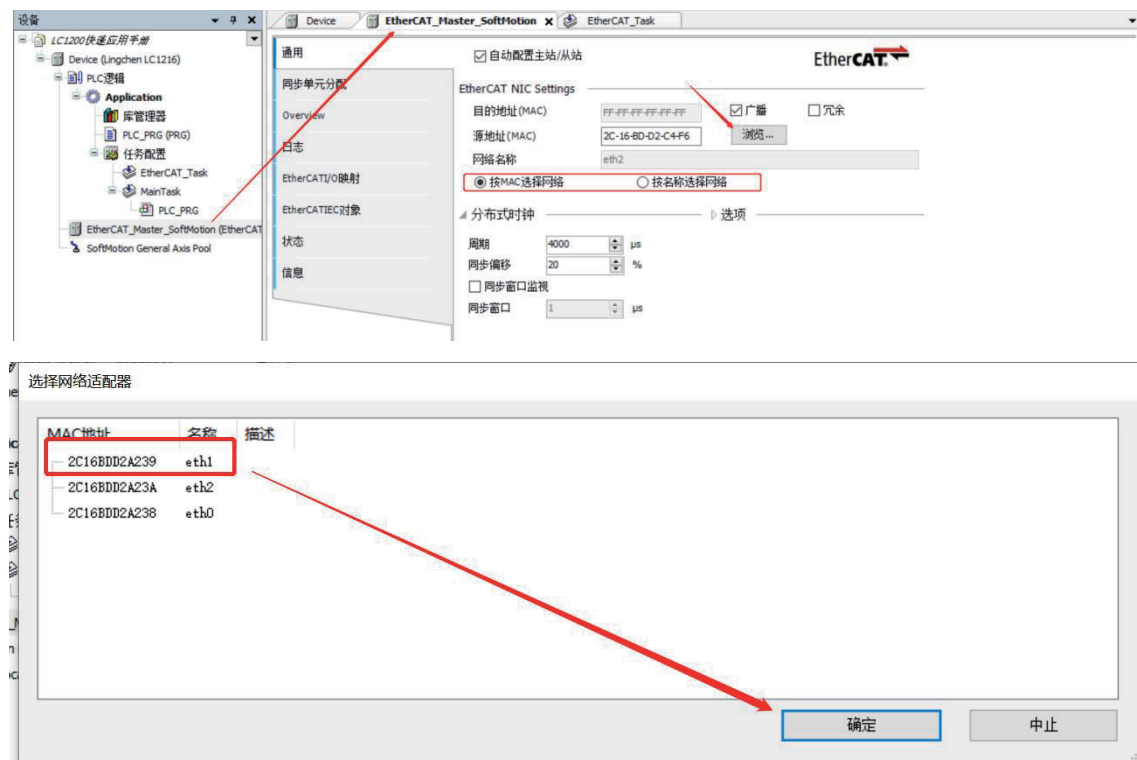 设备
LC1200快速应用手册
Device (Lingchen LC1216)
PLC逻辑
Application
库管理器
PLC_PRG (PRG)
任务配置
EtherCAT_Task
MainTask
PLC_PRG
EtherCAT_Master_SoftMotion (EtherCAT
SoftMotion General Axis Pool
Device EtherCAT_Master_SoftMotion EtherCAT_Task
通用
同步单元分配
Overview
日志
EtherCATI/O映射
EtherCATIEC对象
状态
信息
自动配置主站/从站
EtherCAT
EtherCAT NIC Settings
目的地址(MAC) FF-FF-FF-FF-FF-FF 广播 冗余
源地址(MAC) 2C-16-BD-D2-C4-F6 浏览...
网络名称 eth2
按MAC选择网络 按名称选择网络
分布式时钟 选项
周期 4000 µs
同步偏移 20 %
同步窗口监视
同步窗口 1 µs
选择网络适配器
MAC地址 名称 描述
2C16BDD2A239 eth1
2C16BDD2A23A eth2
2C16BDD2A238 eth0
确定 中止